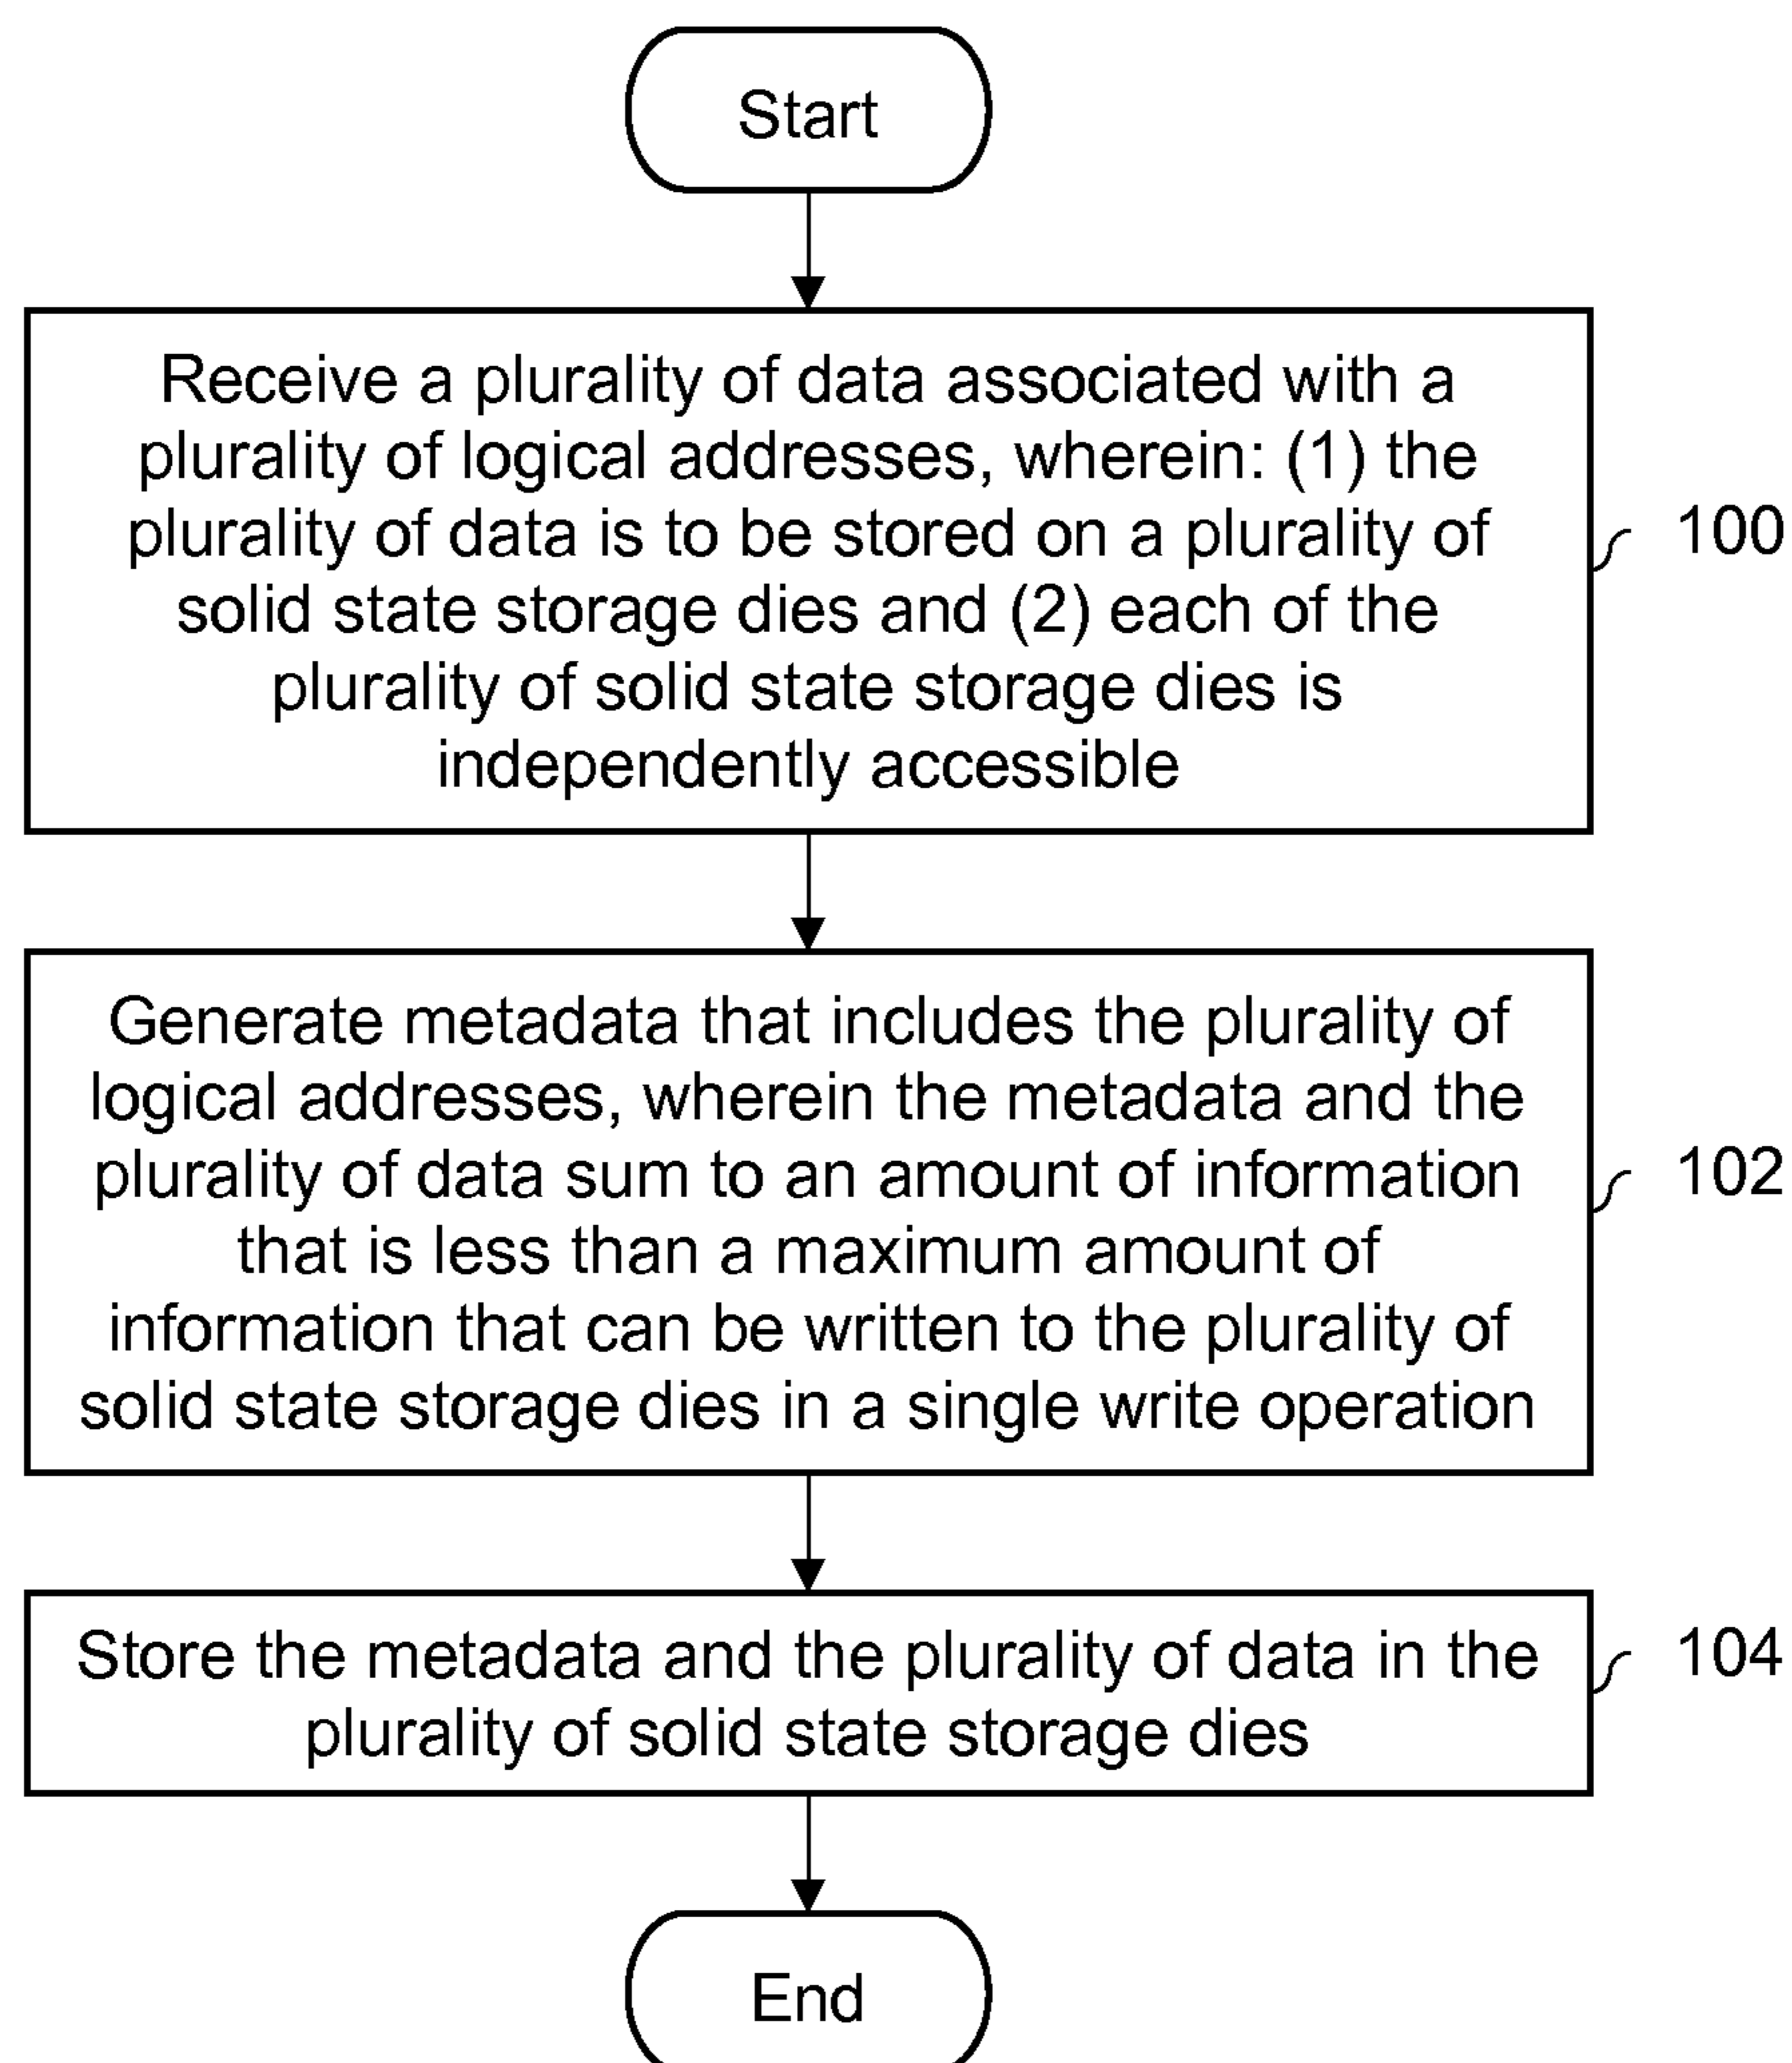 Start
Receive a plurality of data associated with a
plurality of logical addresses, wherein: (1) the
plurality of data is to be stored on a plurality of
solid state storage dies and (2) each of the
plurality of solid state storage dies is
independently accessible
100
Generate metadata that includes the plurality of
logical addresses, wherein the metadata and the
plurality of data sum to an amount of information
that is less than a maximum amount of
information that can be written to the plurality of
solid state storage dies in a single write operation
102
Store the metadata and the plurality of data in the
plurality of solid state storage dies
104
End